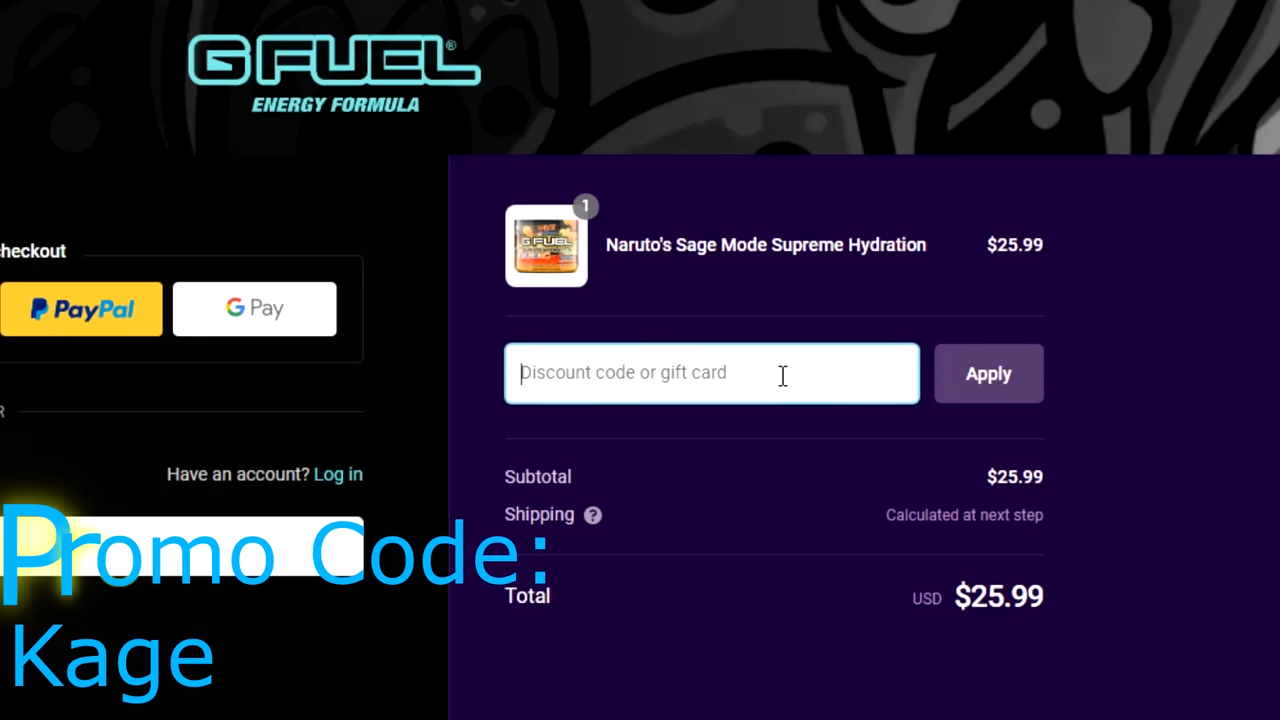 G FUEL®
ENERGY FORMULA
checkout
PayPal
G Pay
Have an account? Log in
1
G FUEL
Naruto's Sage Mode Supreme Hydration
$25.99
Discount code or gift card
Apply
Subtotal
$25.99
Shipping ?
Calculated at next step
Total
USD $25.99
Promo Code:
Kage